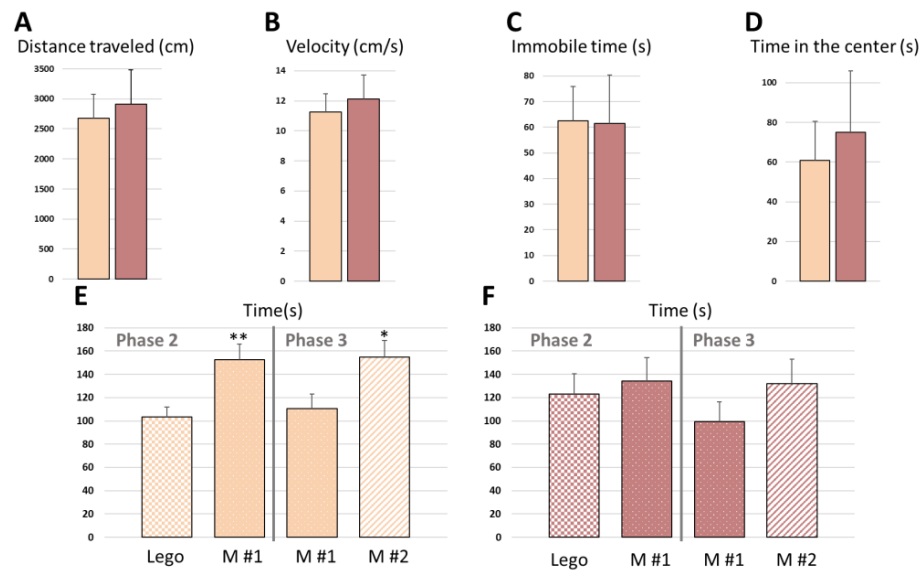 A
Distance traveled (cm)
3500
3000
2500
2000
1500
1000
500
0
B
Velocity (cm/s)
14
12
10
8
6
4
2
0
C
Immobile time (s)
80
70
60
50
40
30
20
10
0
D
Time in the center (s)
100
80
60
40
20
0
E
Time(s)
180
160
140
120
100
80
60
40
20
0
Phase 2
**
Phase 3
*
Lego M #1 M #1 M #2
F
Time (s)
180
160
140
120
100
80
60
40
20
0
Phase 2
Phase 3
Lego M #1 M #1 M #2